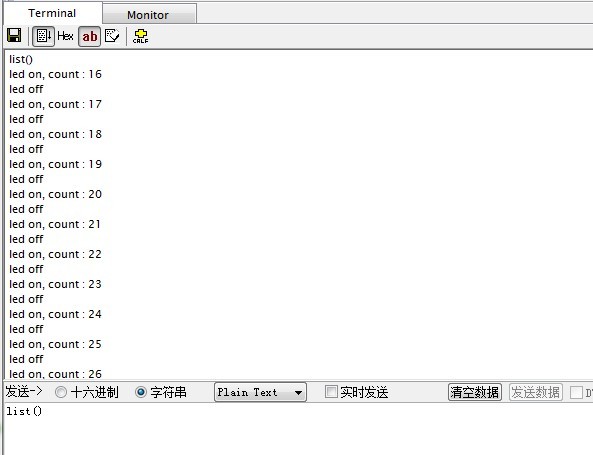 Terminal Monitor
Hex ab CRLF
list()
led on, count : 16
led off
led on, count : 17
led off
led on, count : 18
led off
led on, count : 19
led off
led on, count : 20
led off
led on, count : 21
led off
led on, count : 22
led off
led on, count : 23
led off
led on, count : 24
led off
led on, count : 25
led off
led on, count : 26
发送-> 十六进制 字符串 Plain Text 实时发送 清空数据 发送数据
list()